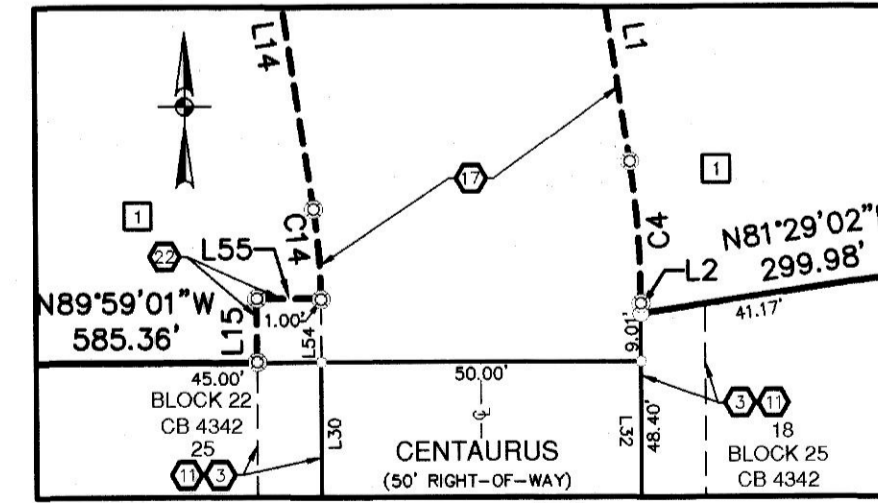 L14
L1
17
1
1
C14
C4
22
L55
L2
N81°29'02"
299.98'
N89°59'01"W
585.36'
L15
1.00'
L54
9.01'
41.17'
45.00'
50.00'
BLOCK 22
CB 4342
25
L30
℄
L32
48.40'
3 11
18
BLOCK 25
CB 4342
CENTAURUS
(50' RIGHT-OF-WAY)
11 3